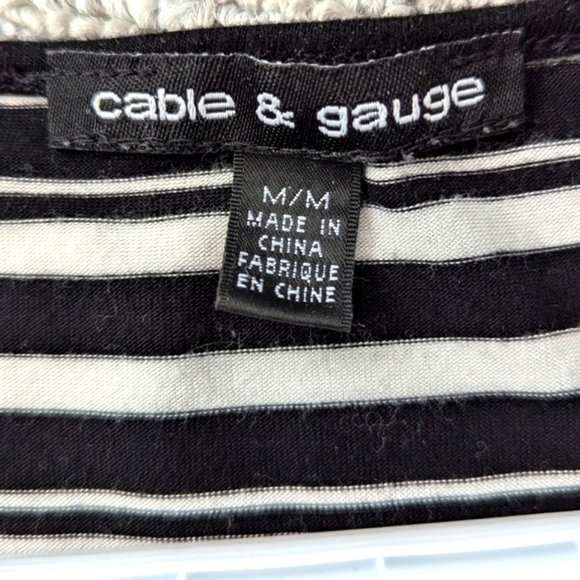 cable & gauge
M/M
MADE IN
CHINA
FABRIQUE
EN CHINE